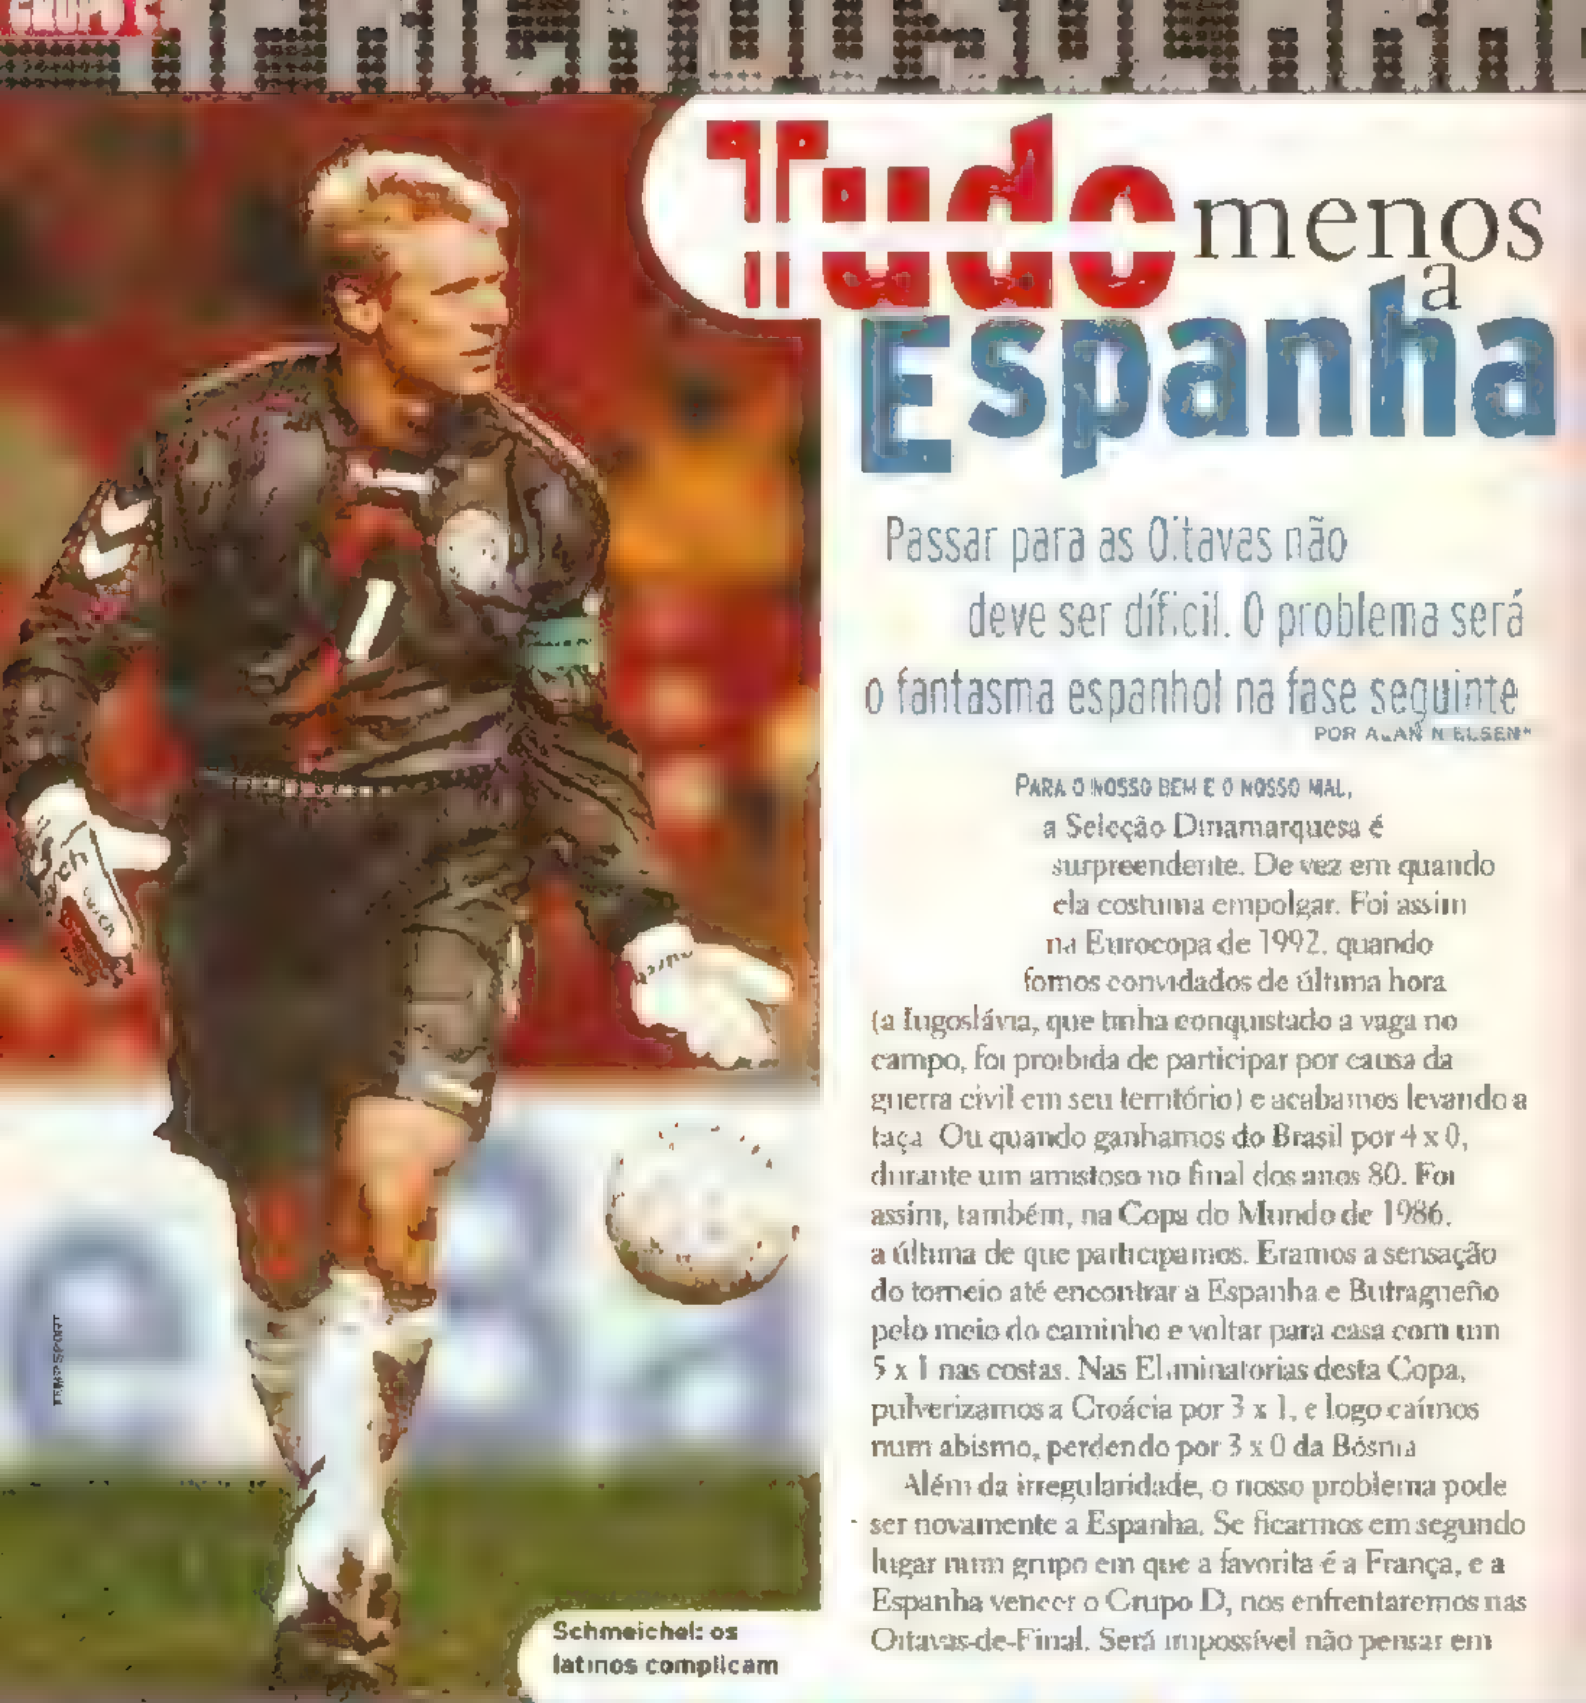 Tudo menos
a
Espanha
Passar para as Oitavas não
deve ser difícil. O problema será
o fantasma espanhol na fase seguinte
POR ALAN NIELSEN*
PARA O NOSSO BEM E O NOSSO MAL,
a Seleção Dinamarquesa é
surpreendente. De vez em quando
ela costuma empolgar. Foi assim
na Eurocopa de 1992, quando
fomos convidados de última hora
(a Iugoslávia, que tinha conquistado a vaga no
campo, foi proibida de participar por causa da
guerra civil em seu território) e acabamos levando a
taça. Ou quando ganhamos do Brasil por 4 x 0,
durante um amistoso no final dos anos 80. Foi
assim, também, na Copa do Mundo de 1986,
a última de que participamos. Eramos a sensação
do torneio até encontrar a Espanha e Butragueño
pelo meio do caminho e voltar para casa com um
5 x 1 nas costas. Nas Eliminatorias desta Copa,
pulverizamos a Croácia por 3 x 1, e logo caímos
num abismo, perdendo por 3 x 0 da Bósnia
Além da irregularidade, o nosso problema pode
ser novamente a Espanha. Se ficarmos em segundo
lugar num grupo em que a favorita é a França, e a
Espanha vencer o Grupo D, nos enfrentaremos nas
Oitavas-de-Final. Será impossível não pensar em
1
TEMPSPORT
Schmeichel: os
latinos complicam